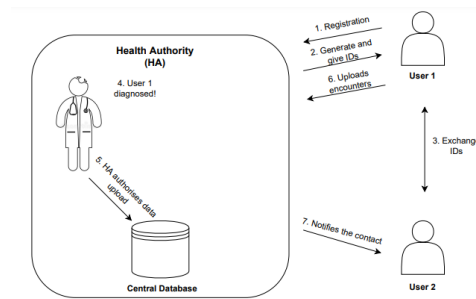 Health Authority
(HA)
4. User 1
diagnosed!
5. HA authorises data
upload
Central Database
1. Registration
2. Generate and
give IDs
6. Uploads
encounters
User 1
3. Exchange
IDs
7. Notifies the contact
User 2